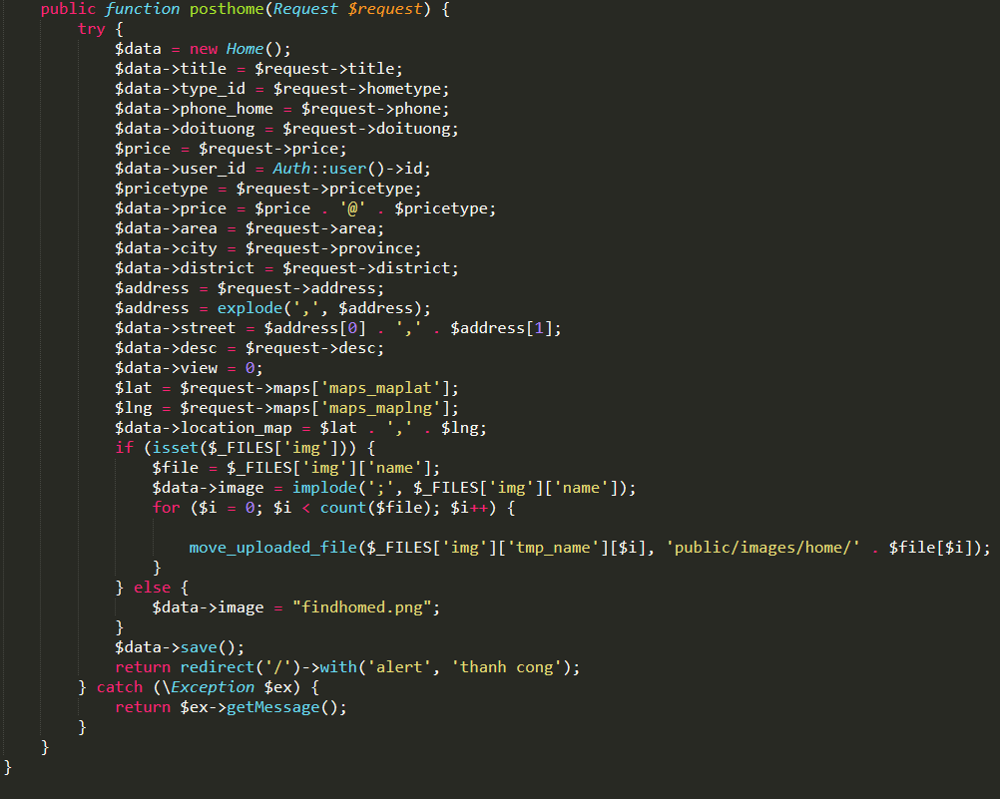 public function posthome(Request $request) {
try {
$data = new Home();
$data->title = $request->title;
$data->type_id = $request->hometype;
$data->phone_home = $request->phone;
$data->doituong = $request->doituong;
$price = $request->price;
$data->user_id = Auth::user()->id;
$pricetype = $request->pricetype;
$data->price = $price . '@' . $pricetype;
$data->area = $request->area;
$data->city = $request->province;
$data->district = $request->district;
$address = $request->address;
$address = explode(',', $address);
$data->street = $address[0] . ',' . $address[1];
$data->desc = $request->desc;
$data->view = 0;
$lat = $request->maps['maps_maplat'];
$lng = $request->maps['maps_maplng'];
$data->location_map = $lat . ',' . $lng;
if (isset($_FILES['img'])) {
$file = $_FILES['img']['name'];
$data->image = implode(';', $_FILES['img']['name']);
for ($i = 0; $i < count($file); $i++) {
move_uploaded_file($_FILES['img']['tmp_name'][$i], 'public/images/home/' . $file[$i]);
}
} else {
$data->image = "findhomed.png";
}
$data->save();
return redirect('/')->with('alert', 'thanh cong');
} catch (\Exception $ex) {
return $ex->getMessage();
}
}
}